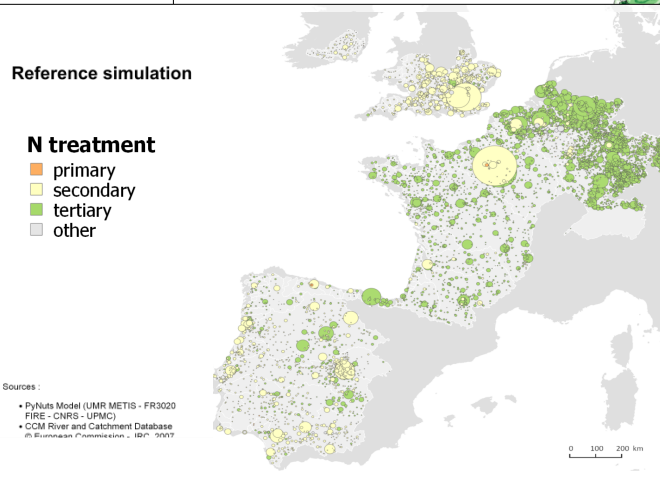 Reference simulation
N treatment
primary
secondary
tertiary
other
Sources :
• PyNuts Model (UMR METIS - FR3020
FIRE - CNRS - UPMC)
• CCM River and Catchment Database
© European Commission - JRC, 2007
0 100 200 km